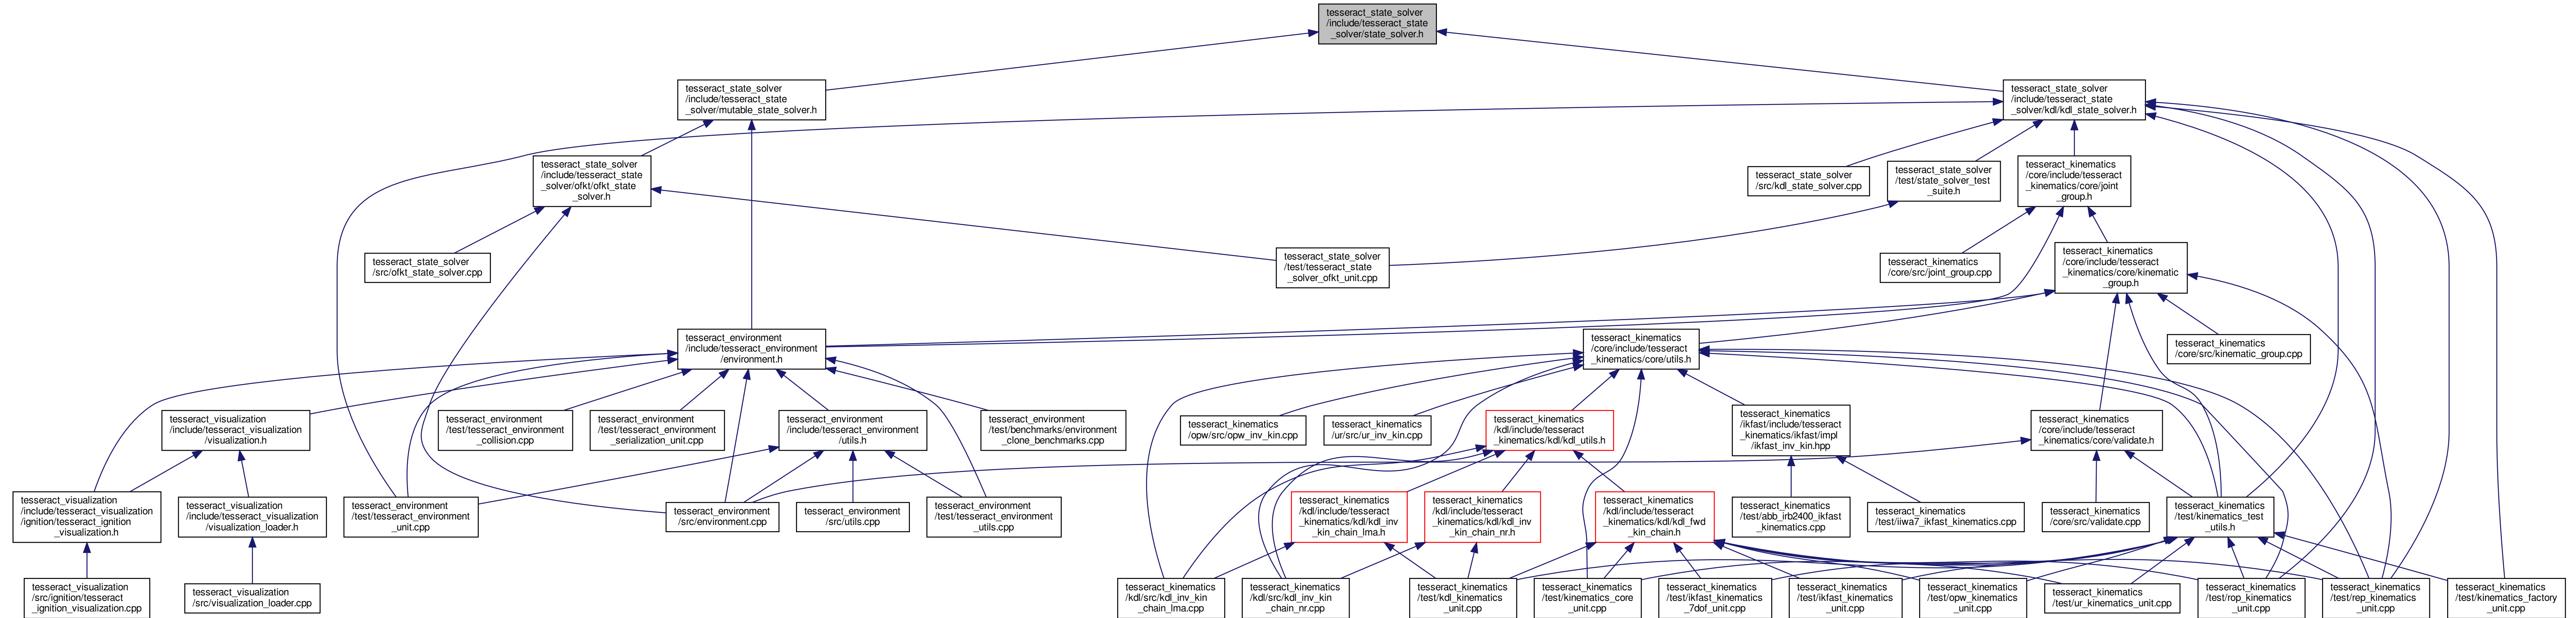 tesseract_state_solver
/include/tesseract_state
_solver/state_solver.h
tesseract_state_solver
/include/tesseract_state
_solver/mutable_state_solver.h
tesseract_state_solver
/include/tesseract_state
_solver/kdl/kdl_state_solver.h
tesseract_state_solver
/include/tesseract_state
_solver/ofkt/ofkt_state
_solver.h
tesseract_state_solver
/src/kdl_state_solver.cpp
tesseract_state_solver
/test/state_solver_test
_suite.h
tesseract_kinematics
/core/include/tesseract
_kinematics/core/joint
_group.h
tesseract_state_solver
/src/ofkt_state_solver.cpp
tesseract_state_solver
/test/tesseract_state
_solver_ofkt_unit.cpp
tesseract_kinematics
/core/src/joint_group.cpp
tesseract_kinematics
/core/include/tesseract
_kinematics/core/kinematic
_group.h
tesseract_environment
/include/tesseract_environment
/environment.h
tesseract_kinematics
/core/include/tesseract
_kinematics/core/utils.h
tesseract_kinematics
/core/src/kinematic_group.cpp
tesseract_visualization
/include/tesseract_visualization
/visualization.h
tesseract_environment
/test/tesseract_environment
_collision.cpp
tesseract_environment
/test/tesseract_environment
_serialization_unit.cpp
tesseract_environment
/include/tesseract_environment
/utils.h
tesseract_environment
/test/benchmarks/environment
_clone_benchmarks.cpp
tesseract_kinematics
/opw/src/opw_inv_kin.cpp
tesseract_kinematics
/ur/src/ur_inv_kin.cpp
tesseract_kinematics
/kdl/include/tesseract
_kinematics/kdl/kdl_utils.h
tesseract_kinematics
/ikfast/include/tesseract
_kinematics/ikfast/impl
/ikfast_inv_kin.hpp
tesseract_kinematics
/core/include/tesseract
_kinematics/core/validate.h
tesseract_visualization
/include/tesseract_visualization
/ignition/tesseract_ignition
_visualization.h
tesseract_visualization
/include/tesseract_visualization
/visualization_loader.h
tesseract_environment
/test/tesseract_environment
_unit.cpp
tesseract_environment
/src/environment.cpp
tesseract_environment
/src/utils.cpp
tesseract_environment
/test/tesseract_environment
_utils.cpp
tesseract_kinematics
/kdl/include/tesseract
_kinematics/kdl/kdl_inv
_kin_chain_lma.h
tesseract_kinematics
/kdl/include/tesseract
_kinematics/kdl/kdl_inv
_kin_chain_nr.h
tesseract_kinematics
/kdl/include/tesseract
_kinematics/kdl/kdl_fwd
_kin_chain.h
tesseract_kinematics
/test/abb_irb2400_ikfast
_kinematics.cpp
tesseract_kinematics
/test/iiwa7_ikfast_kinematics.cpp
tesseract_kinematics
/core/src/validate.cpp
tesseract_kinematics
/test/kinematics_test
_utils.h
tesseract_visualization
/src/ignition/tesseract
_ignition_visualization.cpp
tesseract_visualization
/src/visualization_loader.cpp
tesseract_kinematics
/kdl/src/kdl_inv_kin
_chain_lma.cpp
tesseract_kinematics
/kdl/src/kdl_inv_kin
_chain_nr.cpp
tesseract_kinematics
/test/kdl_kinematics
_unit.cpp
tesseract_kinematics
/test/kinematics_core
_unit.cpp
tesseract_kinematics
/test/ikfast_kinematics
_7dof_unit.cpp
tesseract_kinematics
/test/ikfast_kinematics
_unit.cpp
tesseract_kinematics
/test/opw_kinematics
_unit.cpp
tesseract_kinematics
/test/ur_kinematics_unit.cpp
tesseract_kinematics
/test/rop_kinematics
_unit.cpp
tesseract_kinematics
/test/rep_kinematics
_unit.cpp
tesseract_kinematics
/test/kinematics_factory
_unit.cpp